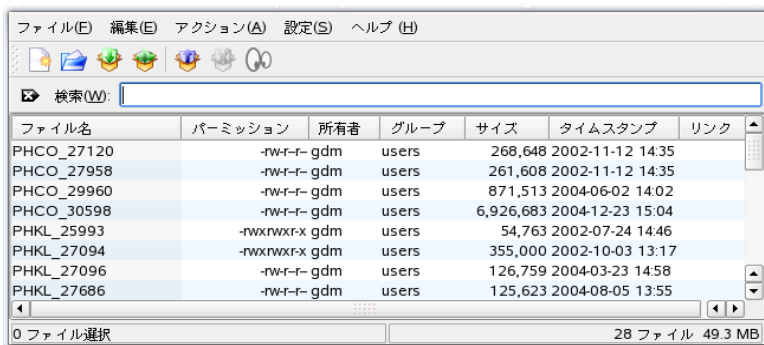 ファイル(F) 編集(E) アクション(A) 設定(S) ヘルプ (H)
検索(W):
ファイル名 パーミッション 所有者 グループ サイズ タイムスタンプ リンク
PHCO_27120 -rw-r--r-- gdm users 268,648 2002-11-12 14:35
PHCO_27958 -rw-r--r-- gdm users 261,608 2002-11-12 14:35
PHCO_29960 -rw-r--r-- gdm users 871,513 2004-06-02 14:02
PHCO_30598 -rw-r--r-- gdm users 6,926,683 2004-12-23 15:04
PHKL_25993 -rwxrwxr-x gdm users 54,763 2002-07-24 14:46
PHKL_27094 -rwxrwxr-x gdm users 355,000 2002-10-03 13:17
PHKL_27096 -rw-r--r-- gdm users 126,759 2004-03-23 14:58
PHKL_27686 -rw-r--r-- gdm users 125,623 2004-08-05 13:55
0 ファイル選択 28 ファイル 49.3 MB